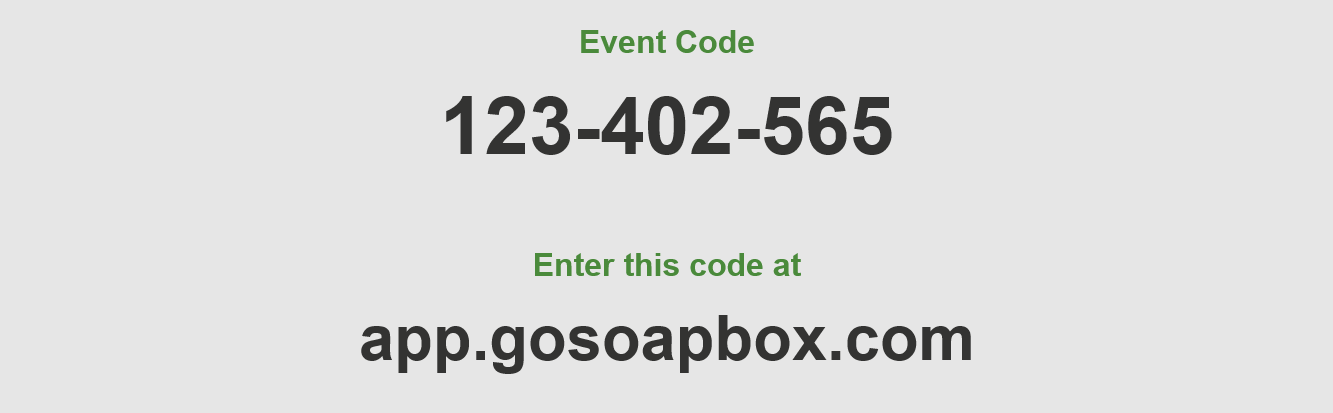 Event Code
123-402-565
Enter this code at
app.gosoapbox.com